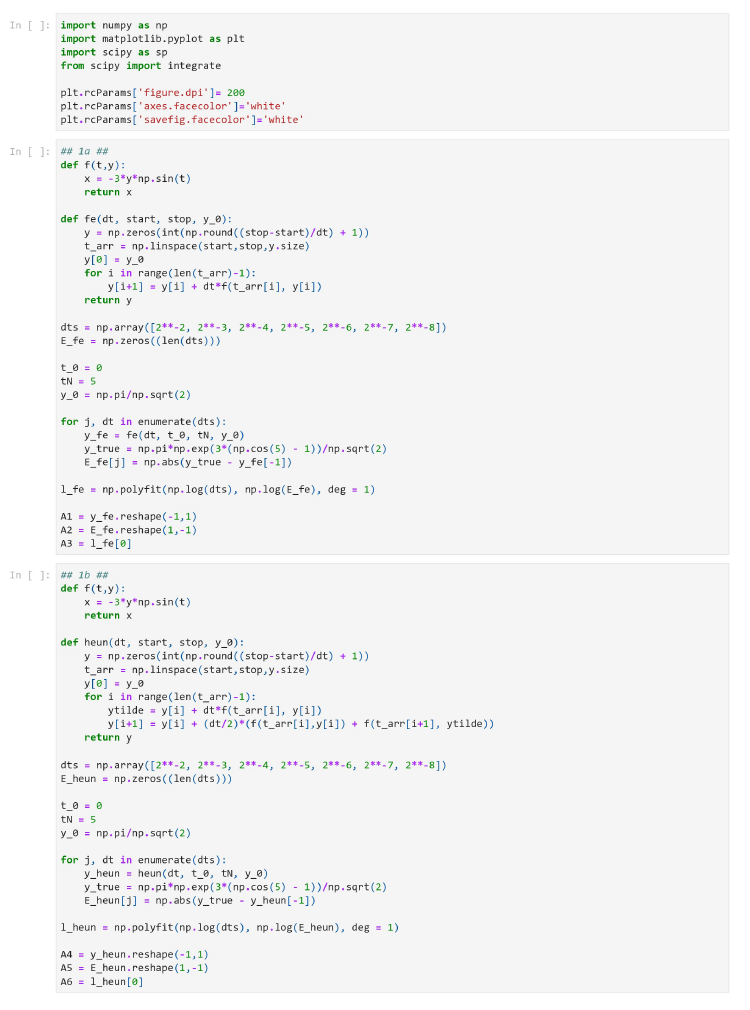 In [ ]: import numpy as np
import matplotlib.pyplot as plt
import scipy as sp
from scipy import integrate

plt.rcParams['figure.dpi']= 200
plt.rcParams['axes.facecolor']='white'
plt.rcParams['savefig.facecolor']='white'

In [ ]: ## 1a ##
def f(t,y):
    x = -3*y*np.sin(t)
    return x

def fe(dt, start, stop, y_0):
    y = np.zeros(int(np.round((stop-start)/dt) + 1))
    t_arr = np.linspace(start,stop,y.size)
    y[0] = y_0
    for i in range(len(t_arr)-1):
        y[i+1] = y[i] + dt*f(t_arr[i], y[i])
    return y

dts = np.array([2**-2, 2**-3, 2**-4, 2**-5, 2**-6, 2**-7, 2**-8])
E_fe = np.zeros((len(dts)))

t_0 = 0
tN = 5
y_0 = np.pi/np.sqrt(2)

for j, dt in enumerate(dts):
    y_fe = fe(dt, t_0, tN, y_0)
    y_true = np.pi*np.exp(3*(np.cos(5) - 1))/np.sqrt(2)
    E_fe[j] = np.abs(y_true - y_fe[-1])

l_fe = np.polyfit(np.log(dts), np.log(E_fe), deg = 1)

A1 = y_fe.reshape(-1,1)
A2 = E_fe.reshape(1,-1)
A3 = l_fe[0]

In [ ]: ## 1b ##
def f(t,y):
    x = -3*y*np.sin(t)
    return x

def heun(dt, start, stop, y_0):
    y = np.zeros(int(np.round((stop-start)/dt) + 1))
    t_arr = np.linspace(start,stop,y.size)
    y[0] = y_0
    for i in range(len(t_arr)-1):
        ytilde = y[i] + dt*f(t_arr[i], y[i])
        y[i+1] = y[i] + (dt/2)*(f(t_arr[i],y[i]) + f(t_arr[i+1], ytilde))
    return y

dts = np.array([2**-2, 2**-3, 2**-4, 2**-5, 2**-6, 2**-7, 2**-8])
E_heun = np.zeros((len(dts)))

t_0 = 0
tN = 5
y_0 = np.pi/np.sqrt(2)

for j, dt in enumerate(dts):
    y_heun = heun(dt, t_0, tN, y_0)
    y_true = np.pi*np.exp(3*(np.cos(5) - 1))/np.sqrt(2)
    E_heun[j] = np.abs(y_true - y_heun[-1])

l_heun = np.polyfit(np.log(dts), np.log(E_heun), deg = 1)

A4 = y_heun.reshape(-1,1)
A5 = E_heun.reshape(1,-1)
A6 = l_heun[0]